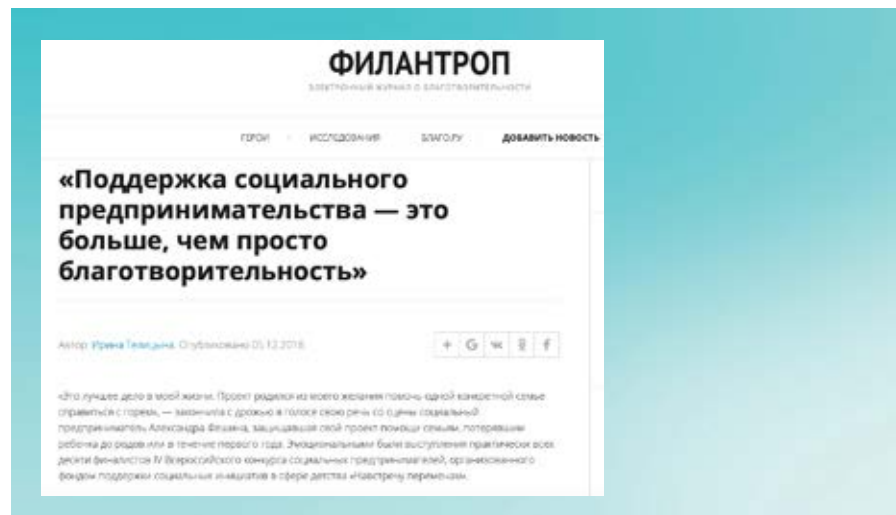 ФИЛАНТРОП
ЭЛЕКТРОННЫЙ ЖУРНАЛ О БЛАГОТВОРИТЕЛЬНОСТИ
ГЕРОИ ИССЛЕДОВАНИЯ БЛАГО.РУ ДОБАВИТЬ НОВОСТЬ
«Поддержка социального
предпринимательства — это
больше, чем просто
благотворительность»
Автор: Ирина Опубликовано 05.12.2018
«Это лучшее дело в моей жизни. Проект родился из моего желания помочь одной конкретной семье
справиться с горем», — закончила с дрожью в голосе свою речь со сцены социальный
предприниматель Александра Фешина, защищавшая свой проект помощи семьям, потерявшим
ребенка до родов или в течение первого года. Эмоциональными были выступления практически всех
десяти финалистов IV Всероссийского конкурса социальных предпринимателей, организованного
фондом поддержки социальных инициатив в сфере детства «Навстречу переменам».